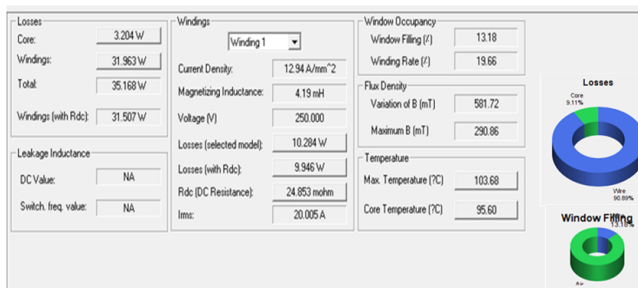 Losses
Core: 3.204 W
Windings: 31.963 W
Total: 35.168 W
Windings (with Rdc): 31.507 W
Leakage Inductance
DC Value: NA
Switch. freq. value: NA
Windings
Winding 1
Current Density: 12.94 A/mm^2
Magnetizing Inductance: 4.19 mH
Voltage (V) 250.000
Losses (selected model): 10.284 W
Losses (with Rdc): 9.946 W
Rdc (DC Resistance): 24.853 mohm
Irms: 20.005 A
Window Occupancy
Window Filling (%) 13.18
Winding Rate (%) 19.66
Flux Density
Variation of B (mT) 581.72
Maximum B (mT) 290.86
Temperature
Max. Temperature (?C) 103.68
Core Temperature (?C) 95.60
Losses
Core
9.11%
Wire
90.89%
Window Filling
13.18%
Air